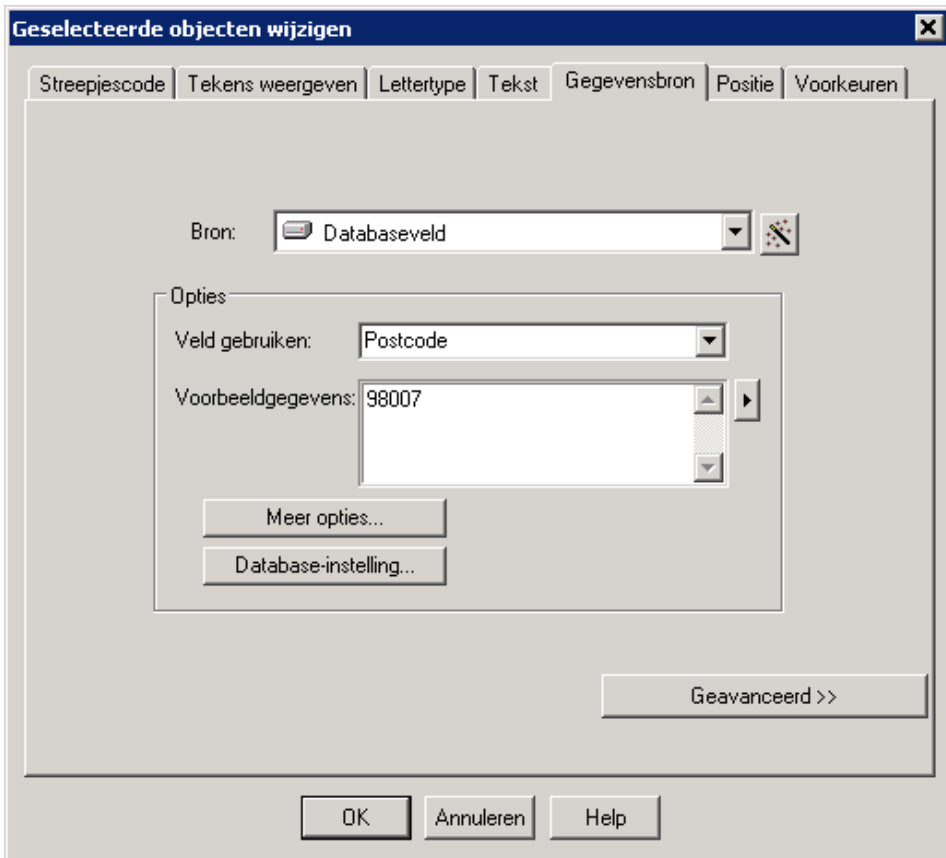 Geselecteerde objecten wijzigen
Streepjescode Tekens weergeven Lettertype Tekst Gegevensbron Positie Voorkeuren
Bron: Databaseveld
Opties
Veld gebruiken: Postcode
Voorbeeldgegevens: 98007
Meer opties...
Database-instelling...
Geavanceerd >>
OK Annuleren Help